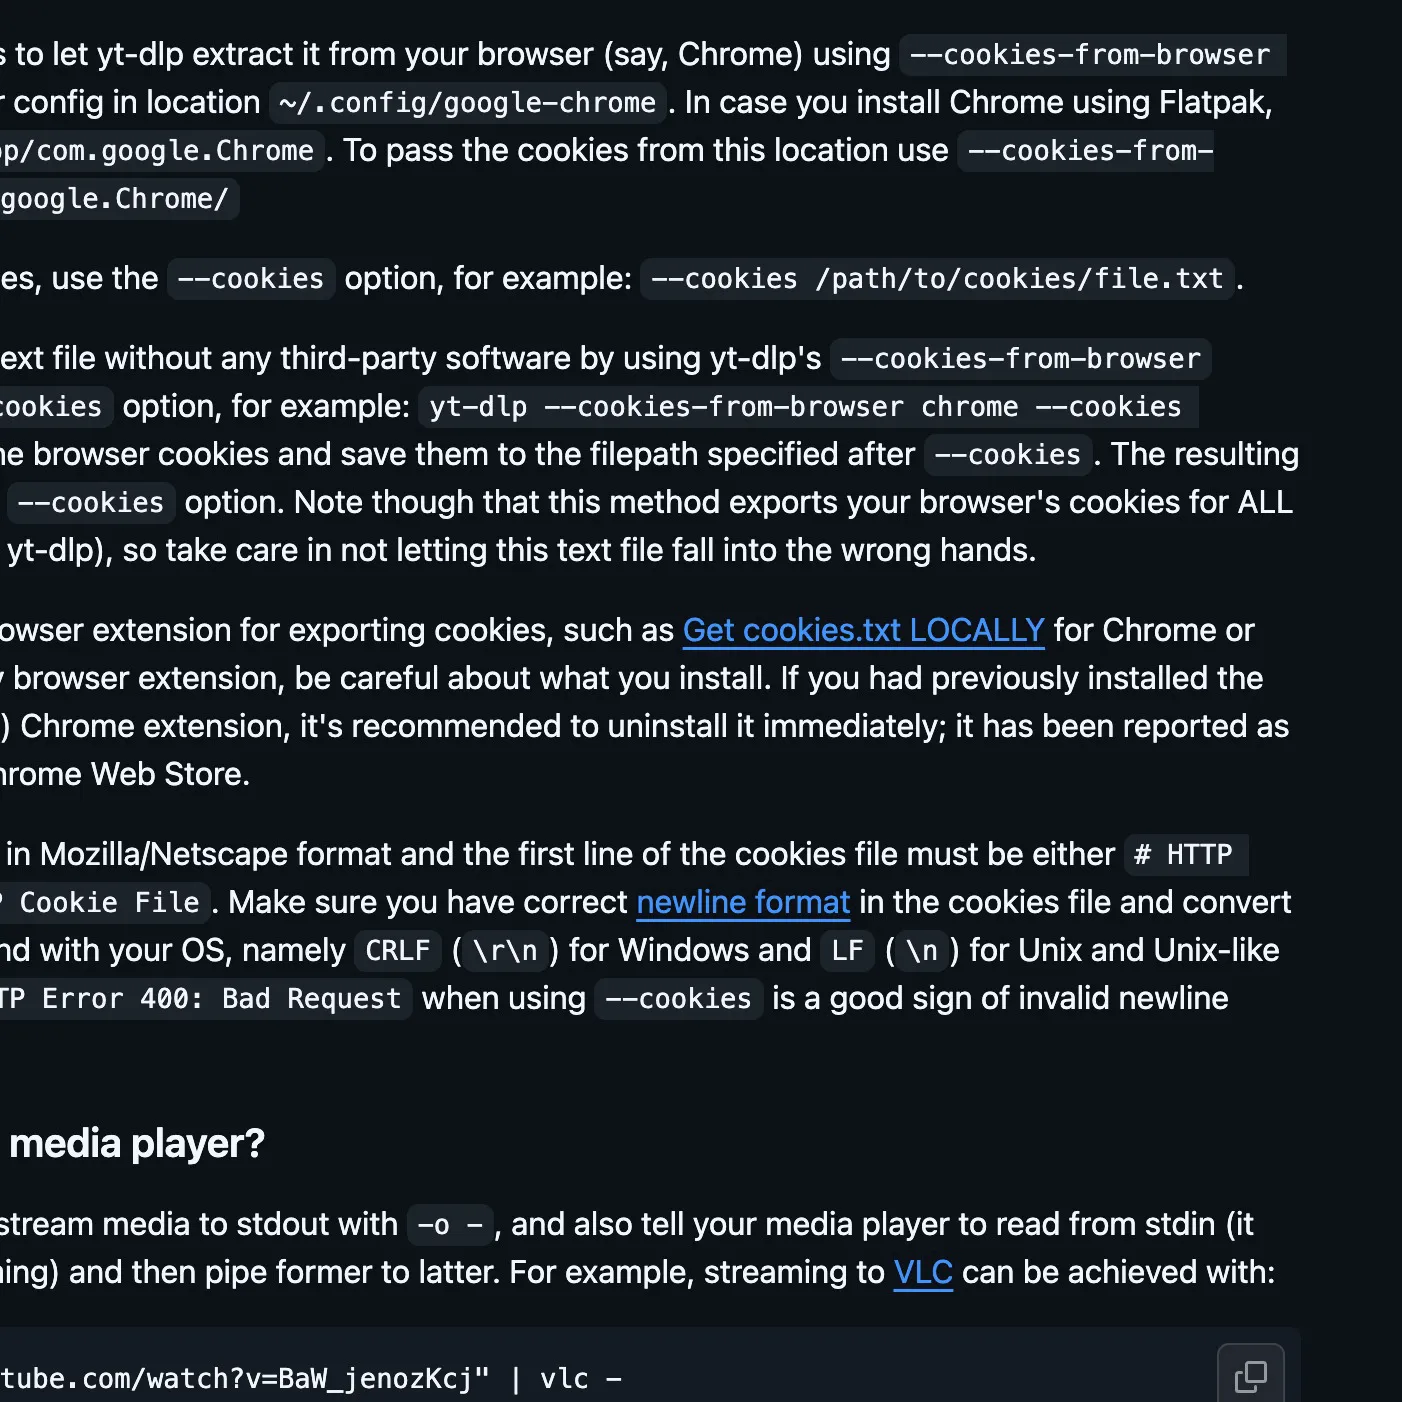 s to let yt-dlp extract it from your browser (say, Chrome) using --cookies-from-browser
r config in location ~/.config/google-chrome. In case you install Chrome using Flatpak,
pp/com.google.Chrome. To pass the cookies from this location use --cookies-from-
google.Chrome/
es, use the --cookies option, for example: --cookies /path/to/cookies/file.txt.
ext file without any third-party software by using yt-dlp's --cookies-from-browser
cookies option, for example: yt-dlp --cookies-from-browser chrome --cookies
he browser cookies and save them to the filepath specified after --cookies. The resulting
--cookies option. Note though that this method exports your browser's cookies for ALL
yt-dlp), so take care in not letting this text file fall into the wrong hands.
owser extension for exporting cookies, such as Get cookies.txt LOCALLY for Chrome or
y browser extension, be careful about what you install. If you had previously installed the
) Chrome extension, it's recommended to uninstall it immediately; it has been reported as
hrome Web Store.
in Mozilla/Netscape format and the first line of the cookies file must be either # HTTP
P Cookie File. Make sure you have correct newline format in the cookies file and convert
nd with your OS, namely CRLF (\r\n) for Windows and LF (\n) for Unix and Unix-like
TP Error 400: Bad Request when using --cookies is a good sign of invalid newline
media player?
stream media to stdout with -o -, and also tell your media player to read from stdin (it
ning) and then pipe former to latter. For example, streaming to VLC can be achieved with:
tube.com/watch?v=BaW_jenozKcj" | vlc -